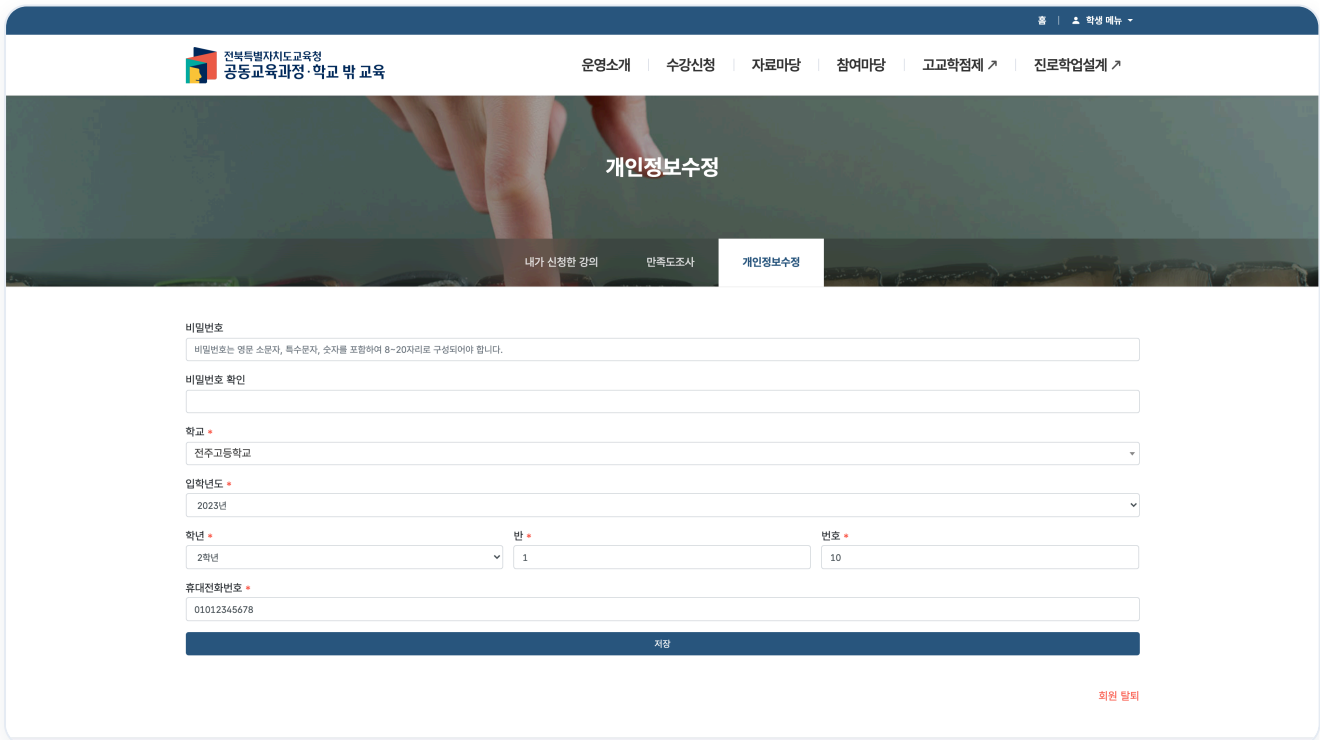 홈 학생 메뉴
전북특별자치도교육청
공동교육과정·학교 밖 교육
운영소개 수강신청 자료마당 참여마당 고교학점제 진로학업설계
개인정보수정
내가 신청한 강의 만족도조사 개인정보수정
비밀번호
비밀번호는 영문 소문자, 특수문자, 숫자를 포함하여 8~20자리로 구성되어야 합니다.
비밀번호 확인
학교 *
전주고등학교
입학년도 *
2023년
학년 * 반 * 번호 *
2학년 1 10
휴대전화번호 *
01012345678
저장
회원 탈퇴